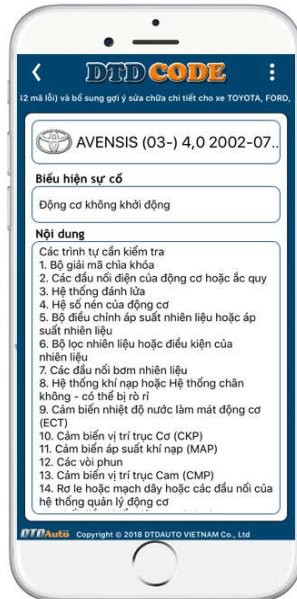 DTD CODE
12 mã lỗi) và bổ sung gợi ý sửa chữa chi tiết cho xe TOYOTA, FORD,
AVENSIS (03-) 4,0 2002-07..
Biểu hiện sự cố
Động cơ không khởi động
Nội dung
Các trình tự cần kiểm tra
1. Bộ giải mã chìa khóa
2. Các đầu nối điện của động cơ hoặc ắc quy
3. Hệ thống đánh lửa
4. Hệ số nén của động cơ
5. Bộ điều chỉnh áp suất nhiên liệu hoặc áp
suất nhiên liệu
6. Bộ lọc nhiên liệu hoặc điều kiện của
nhiên liệu
7. Các đầu nối bơm nhiên liệu
8. Hệ thống khí nạp hoặc Hệ thống chân
không - có thể bị rò rỉ
9. Cảm biến nhiệt độ nước làm mát động cơ
(ECT)
10. Cảm biến vị trí trục Cơ (CKP)
11. Cảm biến áp suất khí nạp (MAP)
12. Các vòi phun
13. Cảm biến vị trí trục Cam (CMP)
14. Rơ le hoặc mạch dây hoặc các đầu nối của
hệ thống quản lý động cơ
DTDAuto Copyright © 2018 DTDAUTO VIETNAM Co., Ltd